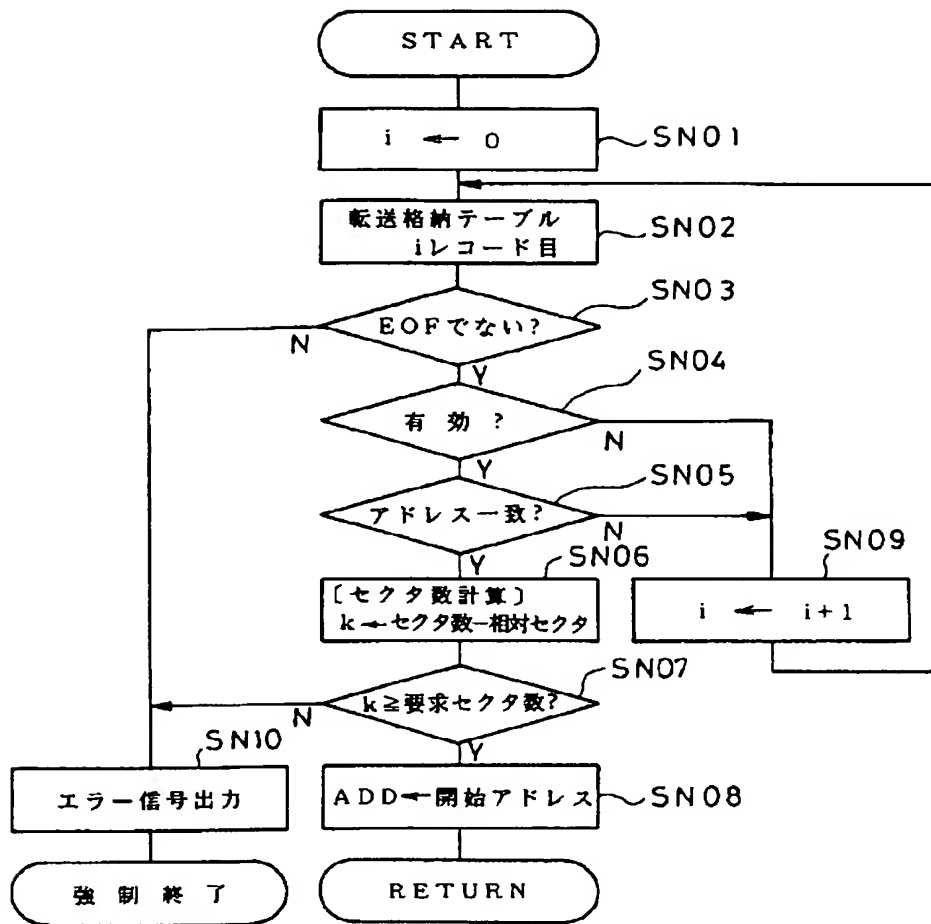 START
i ← 0
SN01
転送格納テーブル
iレコード目
SN02
EOFでない?
SN03
N
Y
有効?
SN04
N
Y
アドレス一致?
SN05
N
Y
[セクタ数計算]
k←セクタ数-相対セクタ
SN06
i ← i+1
SN09
k≧要求セクタ数?
SN07
N
Y
エラー信号出力
SN10
ADD←開始アドレス
SN08
強制終了
RETURN